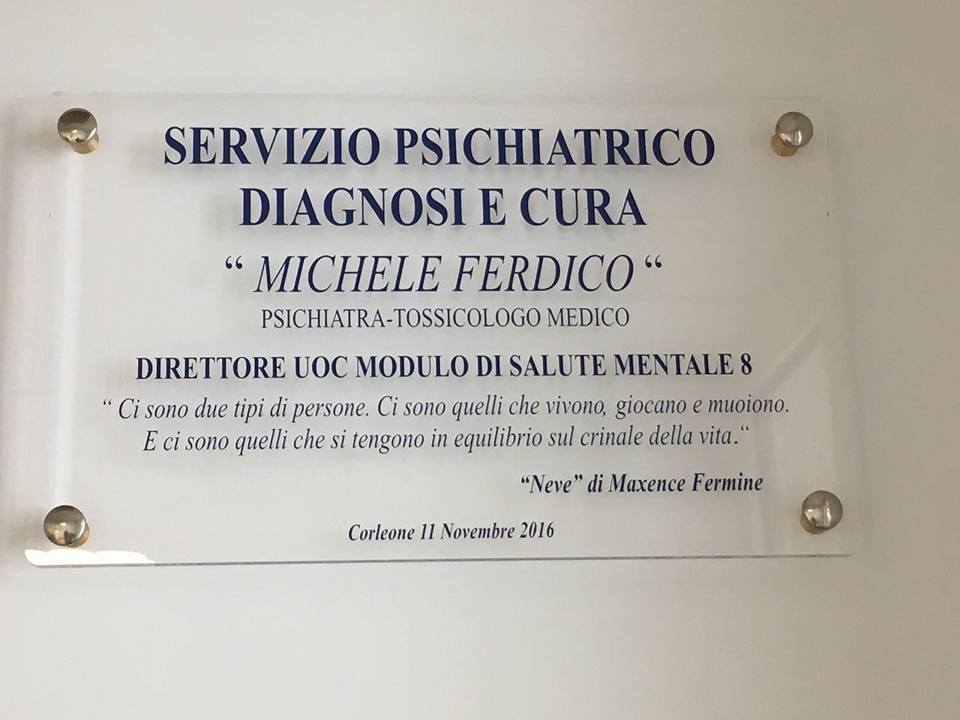 SERVIZIO PSICHIATRICO
DIAGNOSI E CURA
“ MICHELE FERDICO “
PSICHIATRA-TOSSICOLOGO MEDICO
DIRETTORE UOC MODULO DI SALUTE MENTALE 8
“ Ci sono due tipi di persone. Ci sono quelli che vivono, giocano e muoiono.
E ci sono quelli che si tengono in equilibrio sul crinale della vita.“
“Neve” di Maxence Fermine
Corleone 11 Novembre 2016